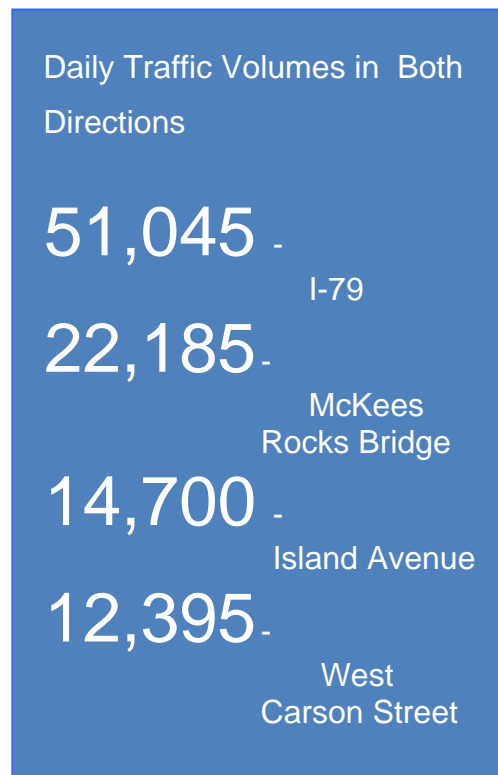 Daily Traffic Volumes in Both
Directions
51,045 -
I-79
22,185-
McKees
Rocks Bridge
14,700 -
Island Avenue
12,395-
West
Carson Street